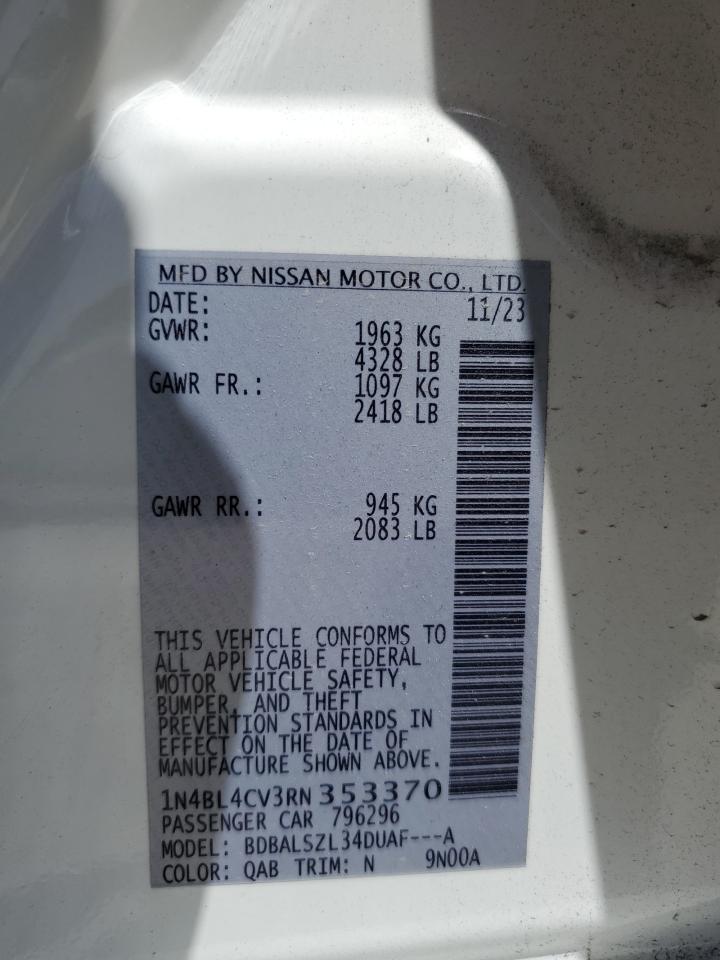 MFD BY NISSAN MOTOR CO., LTD.
DATE: 11/23
GVWR: 1963 KG
4328 LB
GAWR FR.: 1097 KG
2418 LB
GAWR RR.: 945 KG
2083 LB
THIS VEHICLE CONFORMS TO
ALL APPLICABLE FEDERAL
MOTOR VEHICLE SAFETY,
BUMPER, AND THEFT
PREVENTION STANDARDS IN
EFFECT ON THE DATE OF
MANUFACTURE SHOWN ABOVE.
1N4BL4CV3RN353370
PASSENGER CAR 796296
MODEL: BDBALSZL34DUAF---A
COLOR: QAB TRIM: N 9N00A